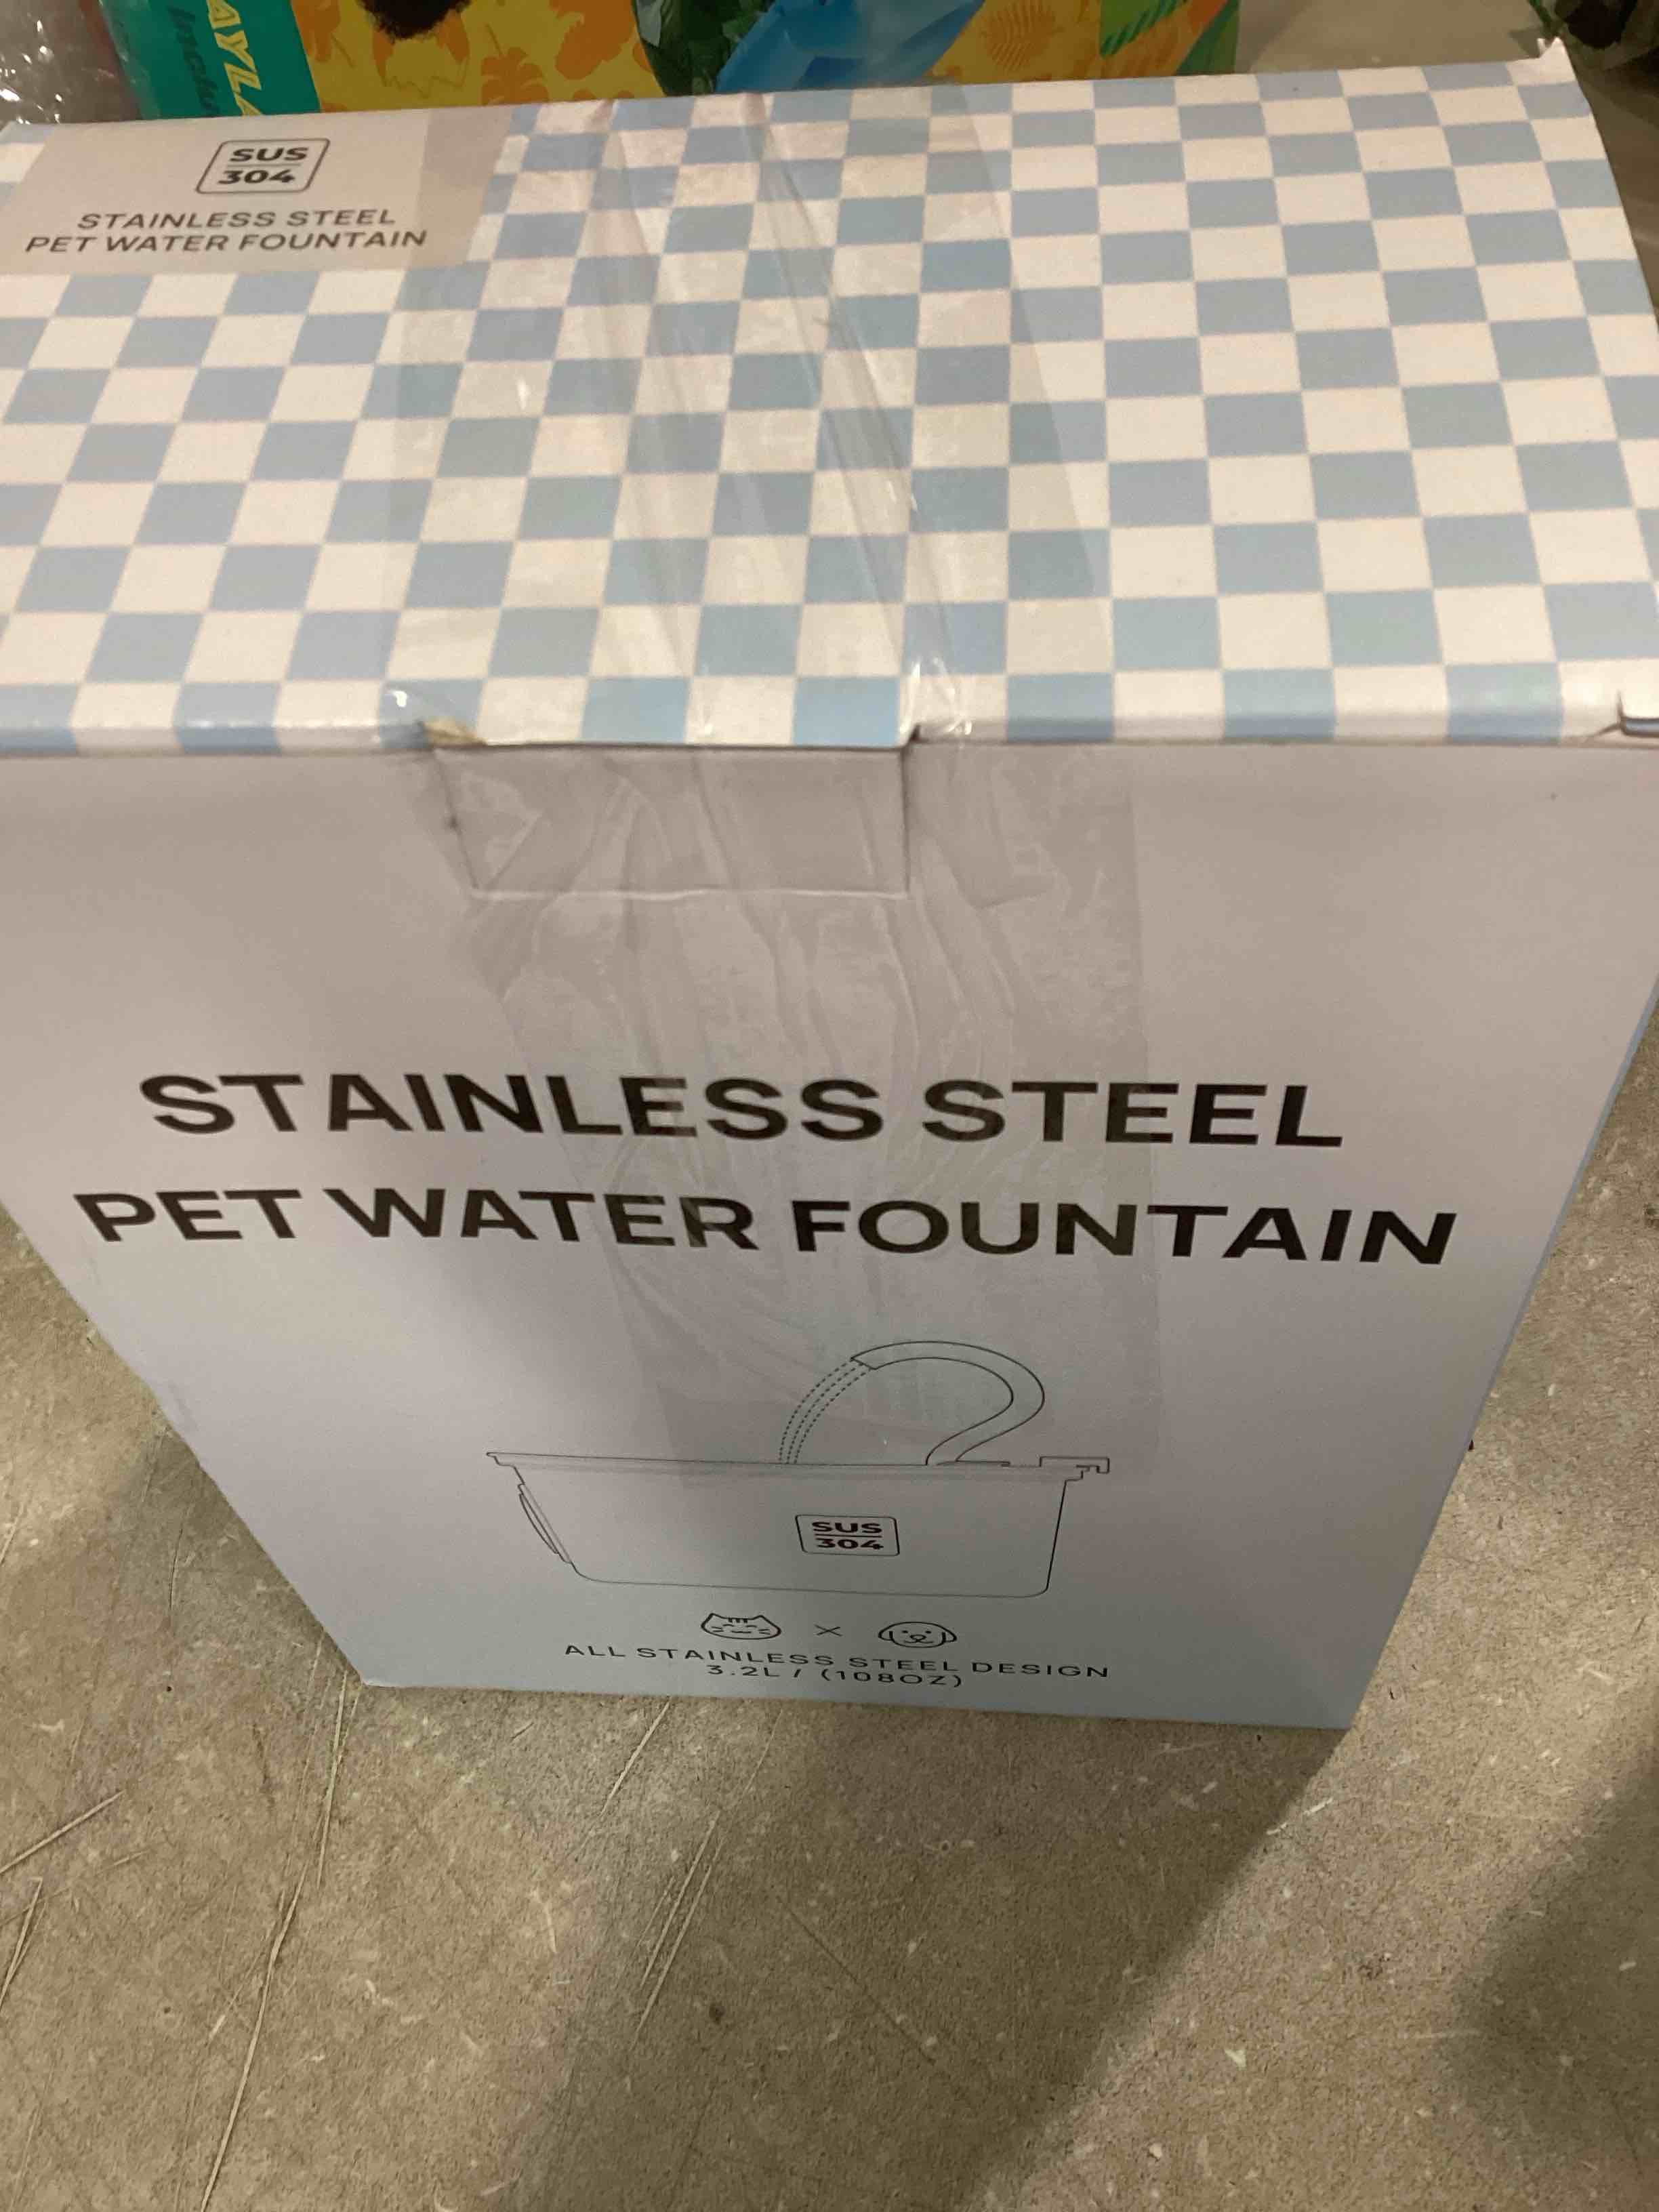 SUS
304
STAINLESS STEEL
PET WATER FOUNTAIN
STAINLESS STEEL
PET WATER FOUNTAIN
SUS
304
ALL STAINLESS STEEL DESIGN
3.2L / (108OZ)